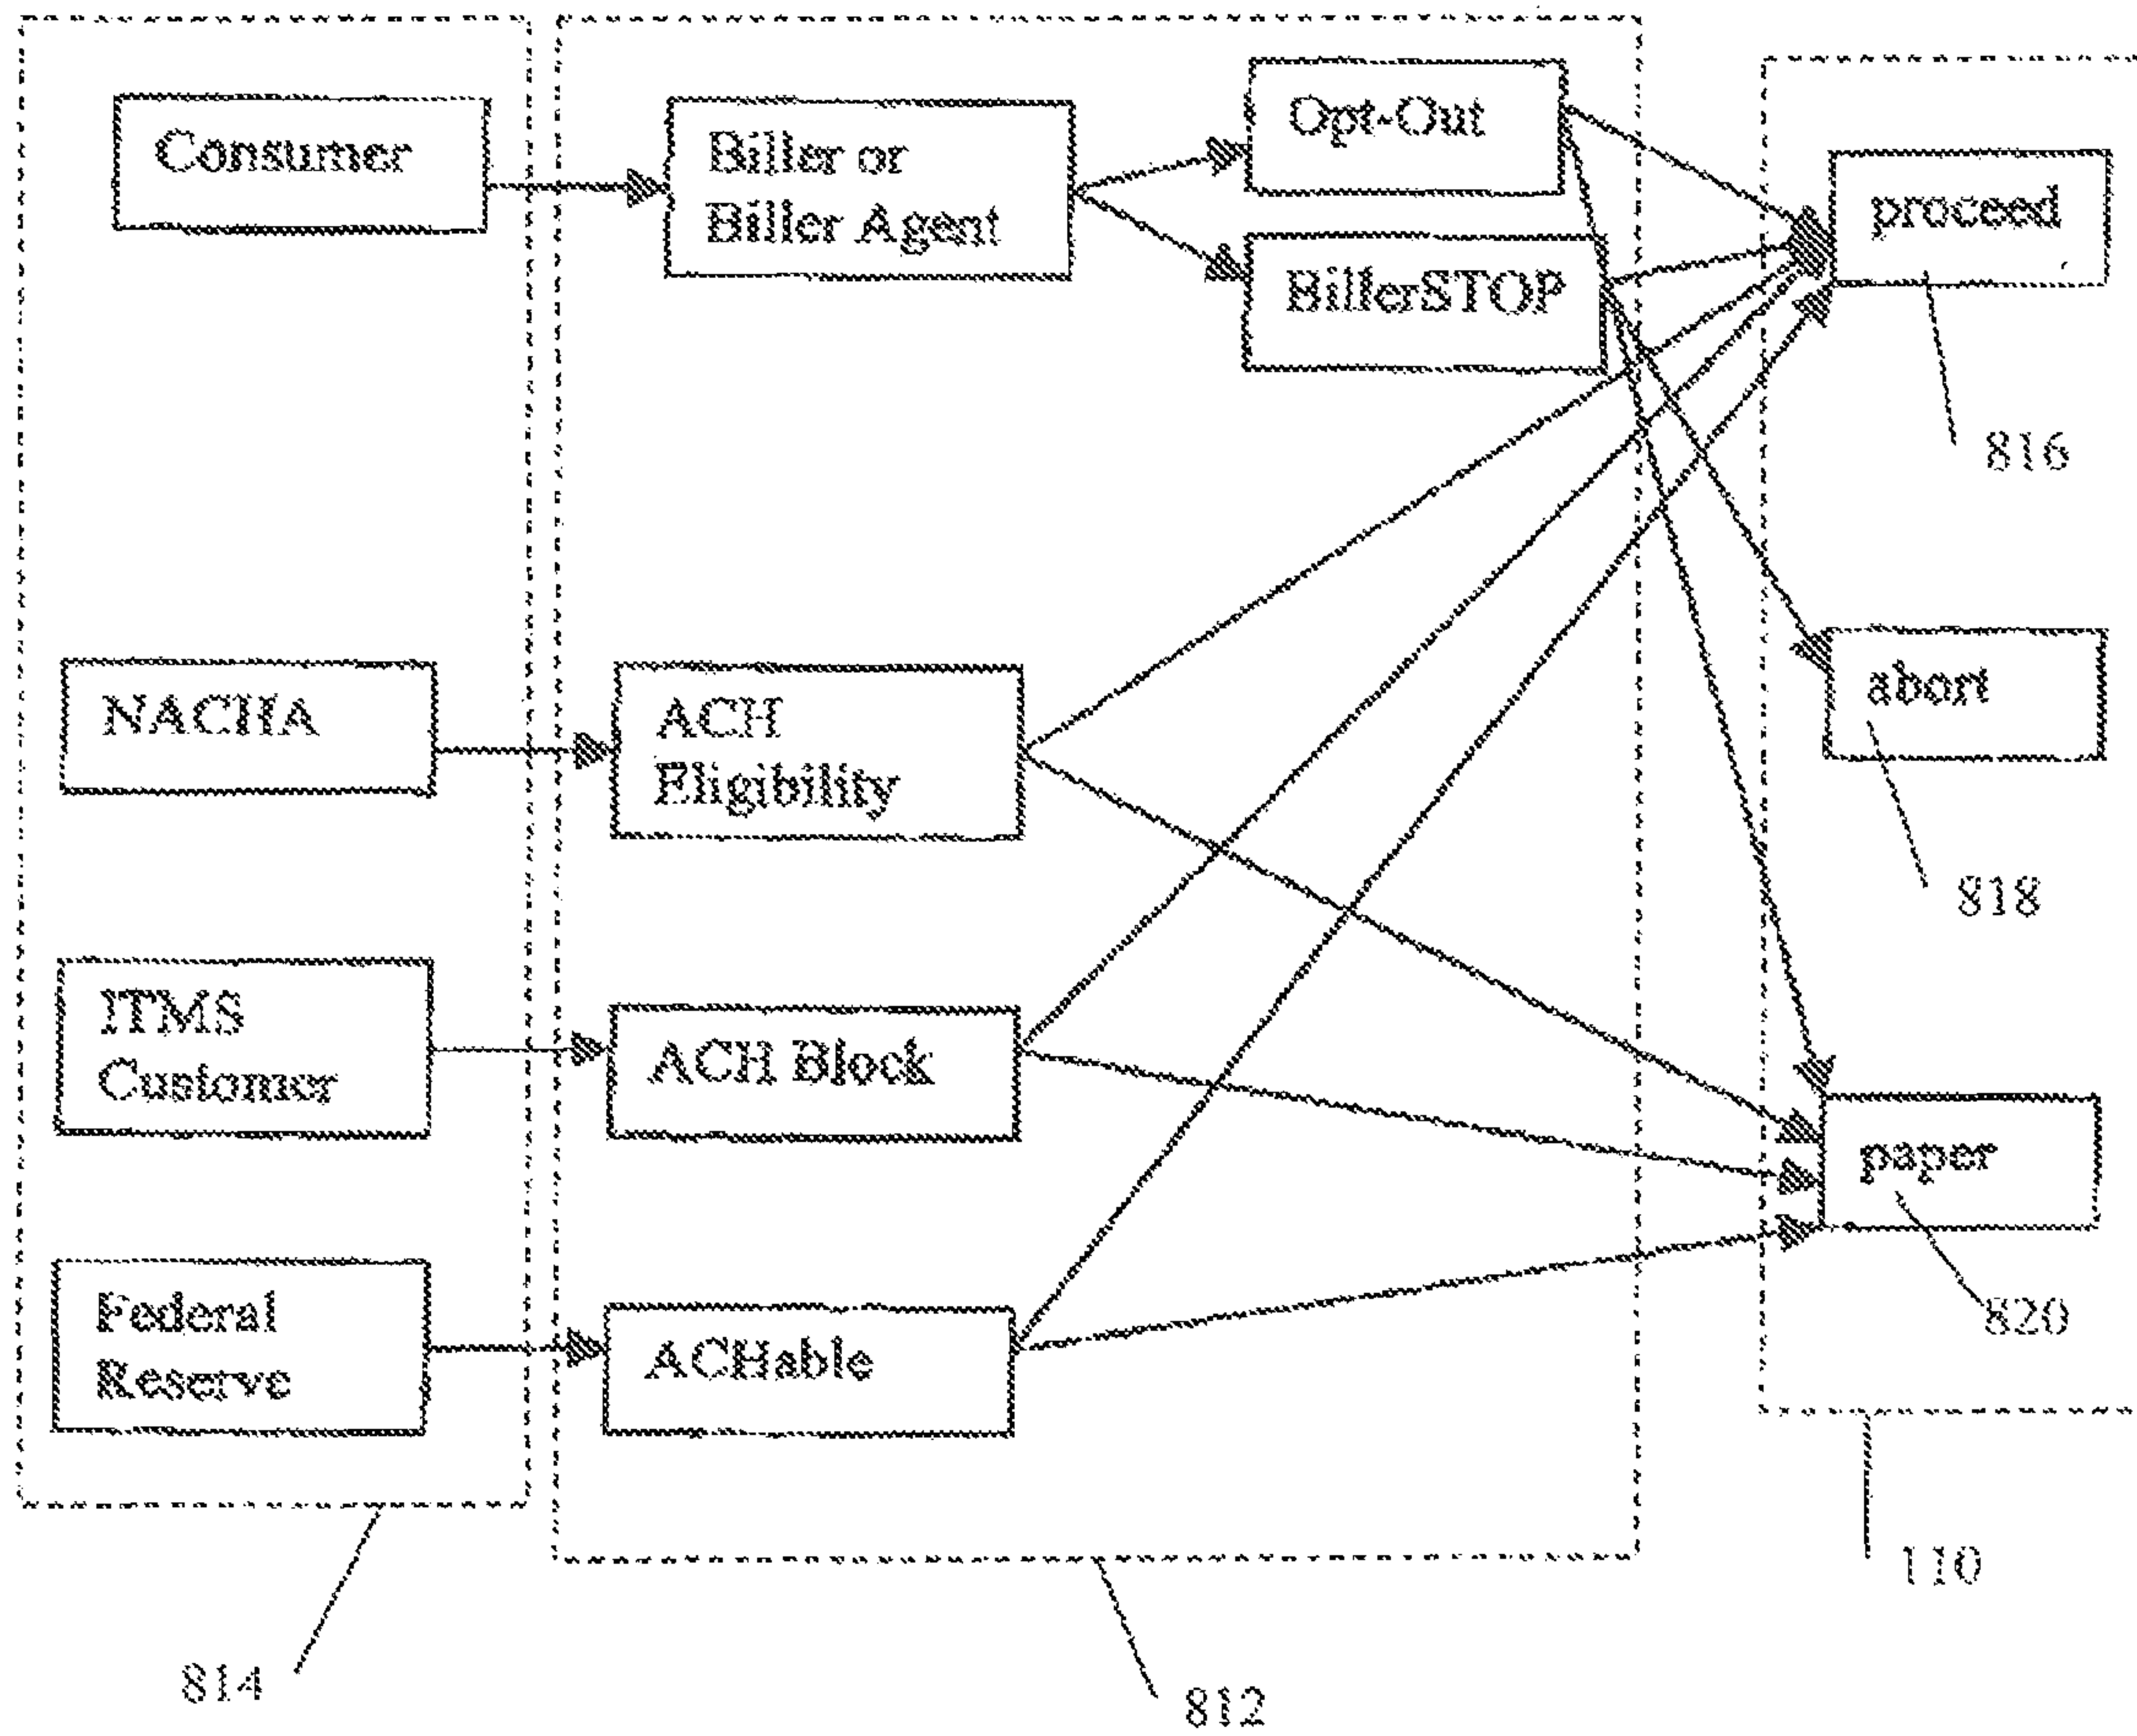 Consumer
Biller or
Biller Agent
Opt-Out
BillerSTOP
proceed
816
NACHA
ACH
Eligibility
abort
818
ITMS
Customer
ACH Block
paper
820
Federal
Reserve
ACHable
110
814
812